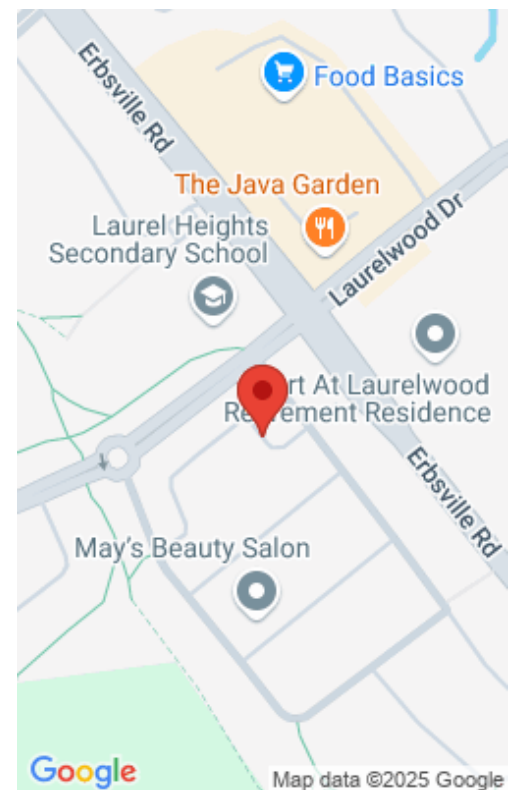 Erbsville Rd
Food Basics
The Java Garden
Laurel Heights
Secondary School
Laurelwood Dr
At Laurelwood
Residence
Erbsville Rd
May's Beauty Salon
Google
Map data ©2025 Google